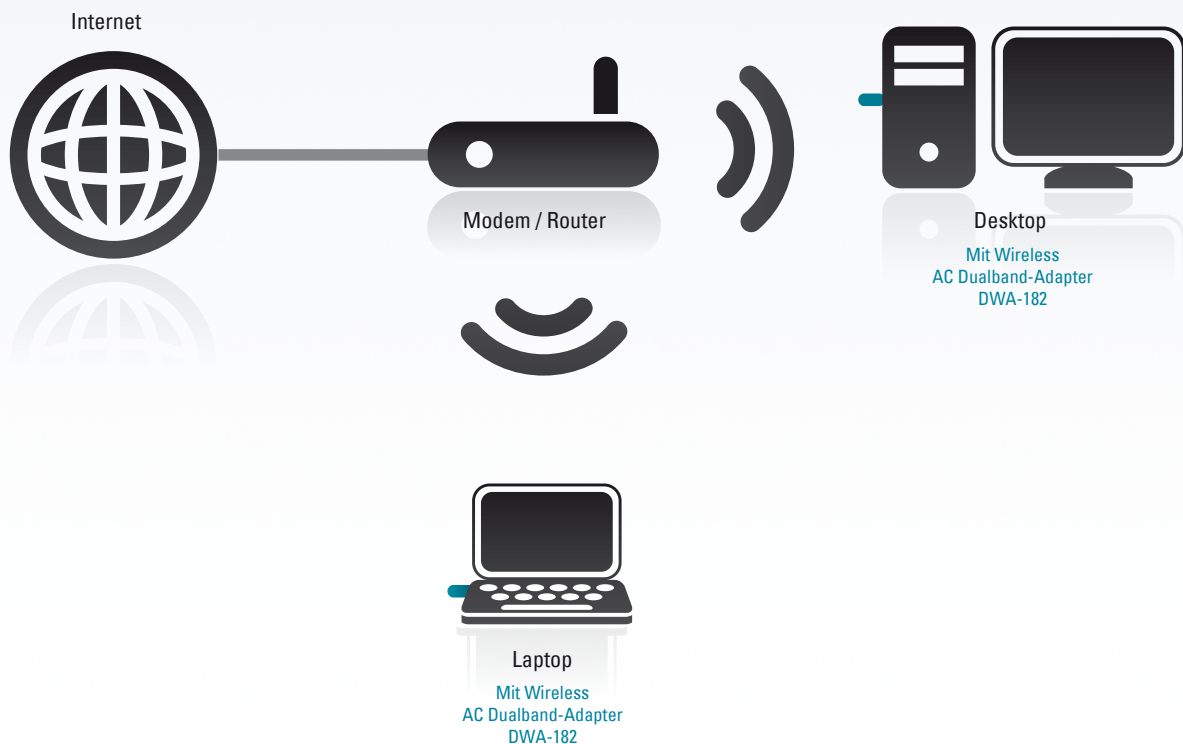 Internet
Modem / Router
Desktop
Mit Wireless
AC Dualband-Adapter
DWA-182
Laptop
Mit Wireless
AC Dualband-Adapter
DWA-182